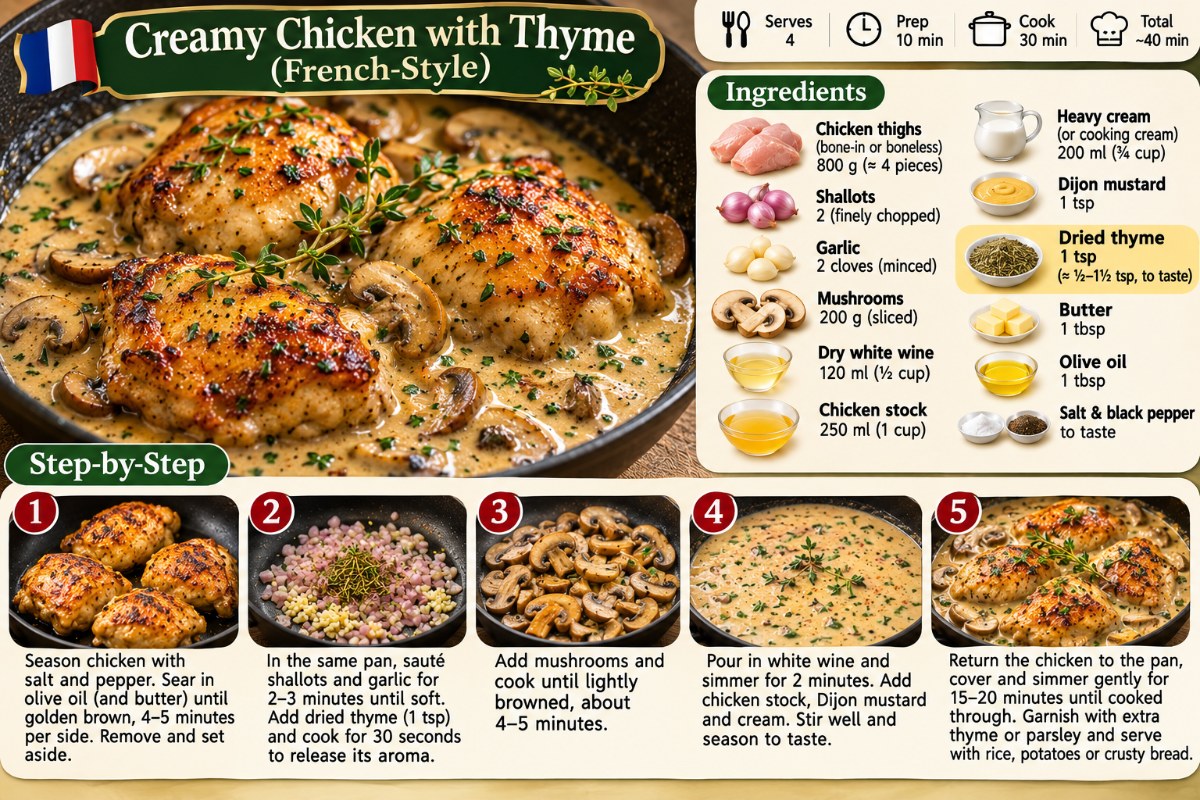 Creamy Chicken with Thyme
(French-Style)
Serves
4
Prep
10 min
Cook
30 min
Total
~40 min
Ingredients
Chicken thighs
(bone-in or boneless)
800 g (≈ 4 pieces)
Shallots
2 (finely chopped)
Garlic
2 cloves (minced)
Mushrooms
200 g (sliced)
Dry white wine
120 ml (½ cup)
Chicken stock
250 ml (1 cup)
Heavy cream
(or cooking cream)
200 ml (¾ cup)
Dijon mustard
1 tsp
Dried thyme
1 tsp
(≈ ½–1½ tsp, to taste)
Butter
1 tbsp
Olive oil
1 tbsp
Salt & black pepper
to taste
Step-by-Step
1
Season chicken with
salt and pepper. Sear in
olive oil (and butter) until
golden brown, 4–5 minutes
per side. Remove and set
aside.
2
In the same pan, sauté
shallots and garlic for
2–3 minutes until soft.
Add dried thyme (1 tsp)
and cook for 30 seconds
to release its aroma.
3
Add mushrooms and
cook until lightly
browned, about
4–5 minutes.
4
Pour in white wine and
simmer for 2 minutes. Add
chicken stock, Dijon mustard
and cream. Stir well and
season to taste.
5
Return the chicken to the pan,
cover and simmer gently for
15–20 minutes until cooked
through. Garnish with extra
thyme or parsley and serve
with rice, potatoes or crusty bread.